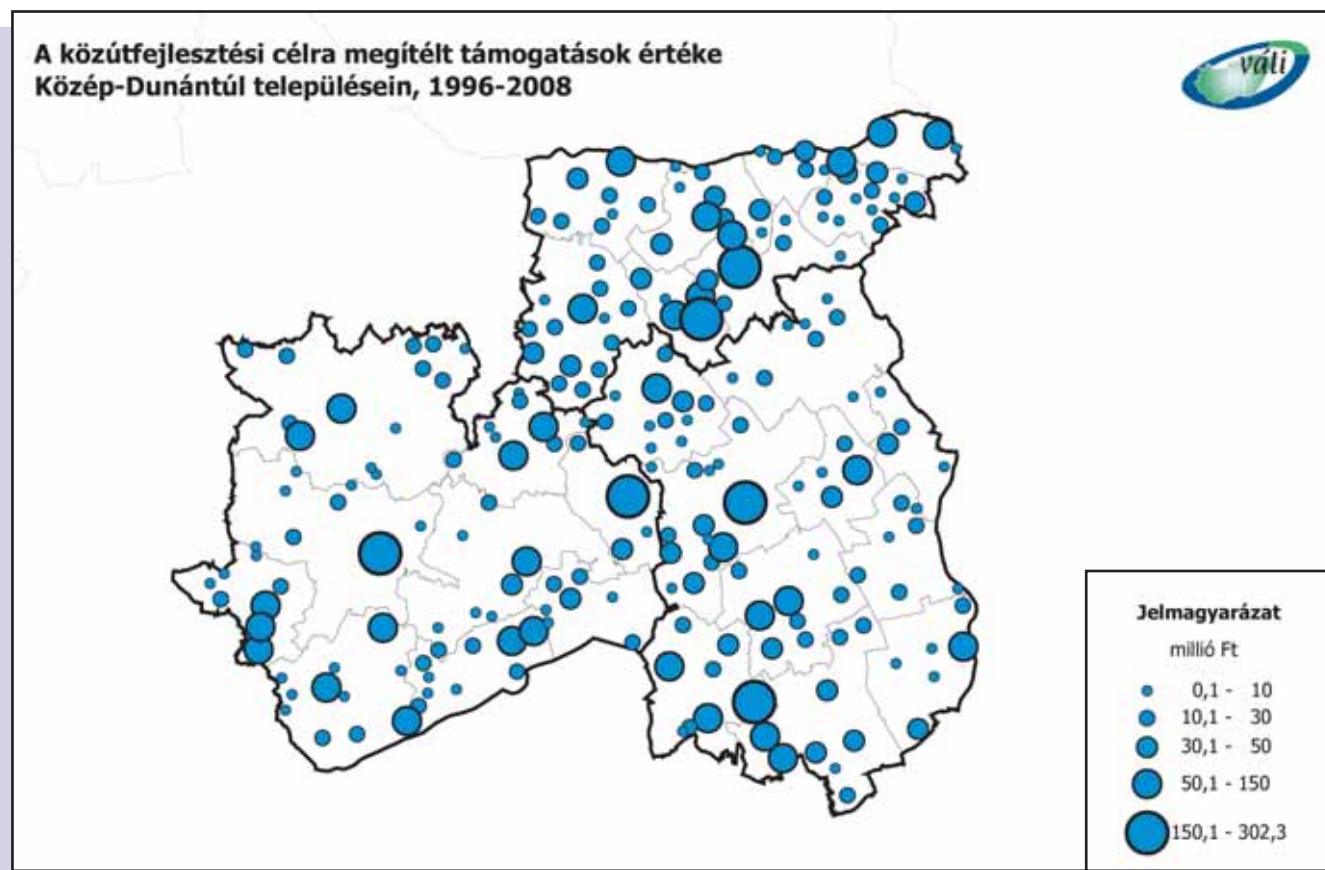 A közútfejlesztési célra megítélt támogatások értéke
Közép-Dunántúl településein, 1996-2008
váli
Jelmagyarázat
millió Ft
0,1 - 10
10,1 - 30
30,1 - 50
50,1 - 150
150,1 - 302,3